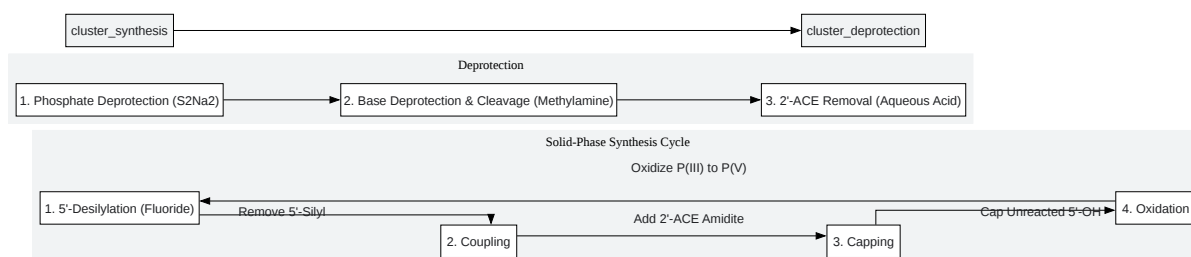 cluster_synthesis
cluster_deprotection
Deprotection
1. Phosphate Deprotection (S2Na2)
2. Base Deprotection & Cleavage (Methylamine)
3. 2'-ACE Removal (Aqueous Acid)
Solid-Phase Synthesis Cycle
Oxidize P(III) to P(V)
1. 5'-Desilylation (Fluoride)
Remove 5'-Silyl
2. Coupling
Add 2'-ACE Amidite
3. Capping
Cap Unreacted 5'-OH
4. Oxidation